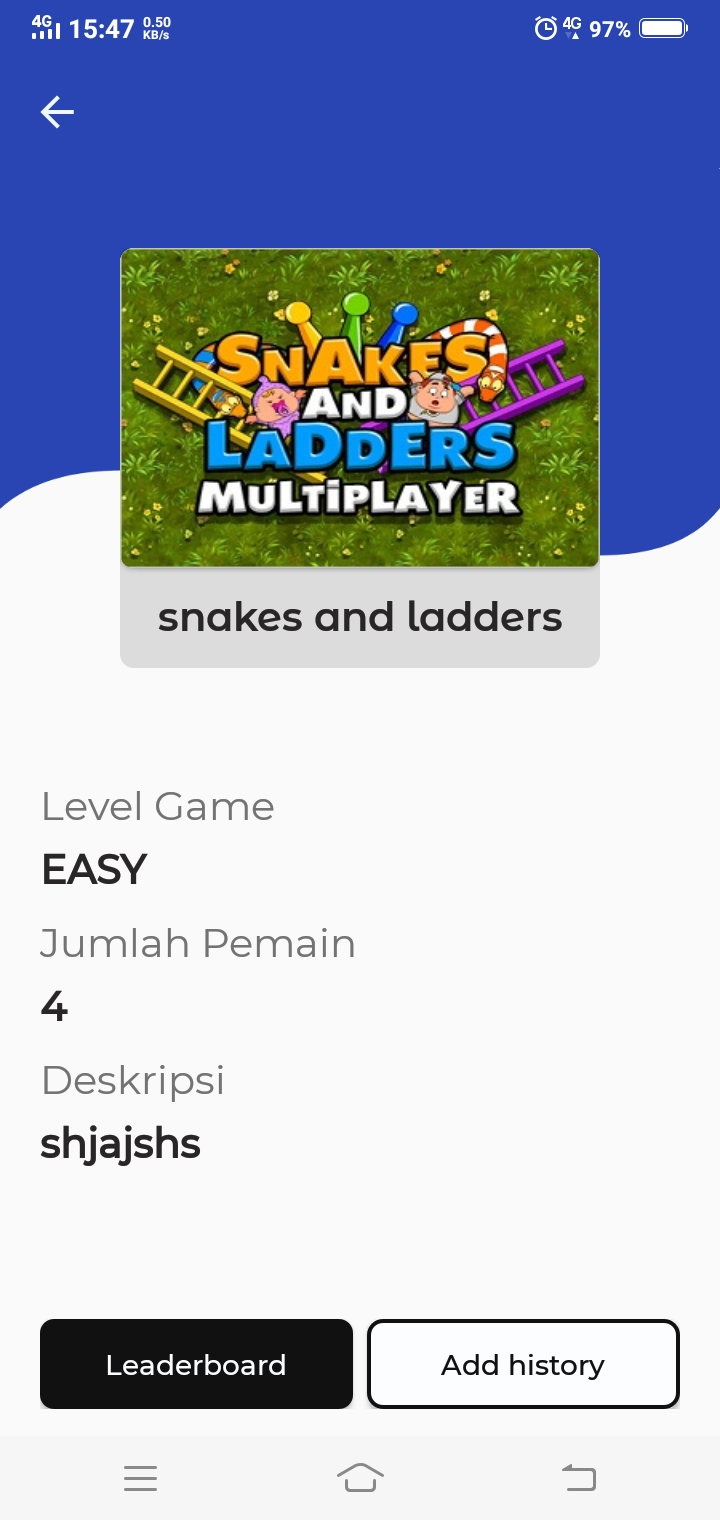 4G 15:47 0.50 KB/s 4G 97%
SNAKES
AND
LADDERS
MULTiPLAYER
snakes and ladders
Level Game
EASY
Jumlah Pemain
4
Deskripsi
shjajshs
Leaderboard Add history